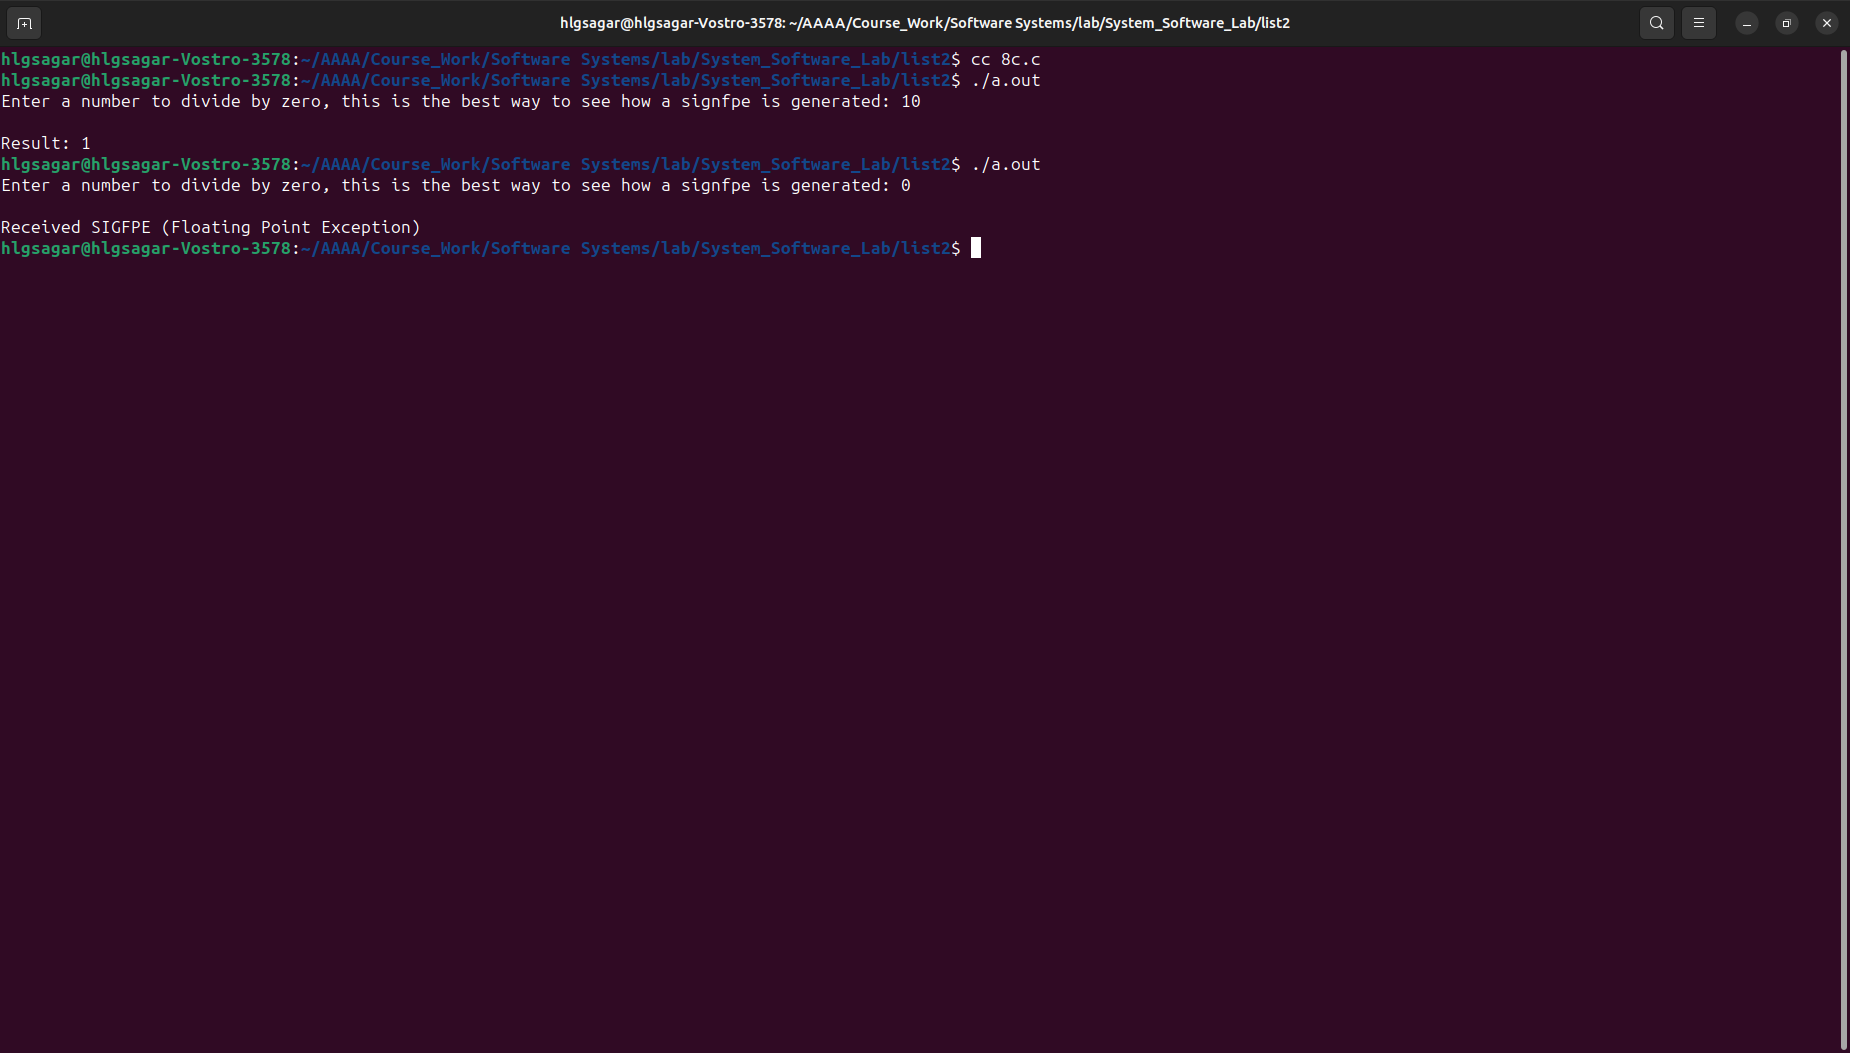 hlgsagar@hlgsagar-Vostro-3578: ~/AAAA/Course_Work/Software Systems/lab/System_Software_Lab/list2
hlgsagar@hlgsagar-Vostro-3578:~/AAAA/Course_Work/Software Systems/lab/System_Software_Lab/list2$ cc 8c.c
hlgsagar@hlgsagar-Vostro-3578:~/AAAA/Course_Work/Software Systems/lab/System_Software_Lab/list2$ ./a.out
Enter a number to divide by zero, this is the best way to see how a signfpe is generated: 10
Result: 1
hlgsagar@hlgsagar-Vostro-3578:~/AAAA/Course_Work/Software Systems/lab/System_Software_Lab/list2$ ./a.out
Enter a number to divide by zero, this is the best way to see how a signfpe is generated: 0
Received SIGFPE (Floating Point Exception)
hlgsagar@hlgsagar-Vostro-3578:~/AAAA/Course_Work/Software Systems/lab/System_Software_Lab/list2$